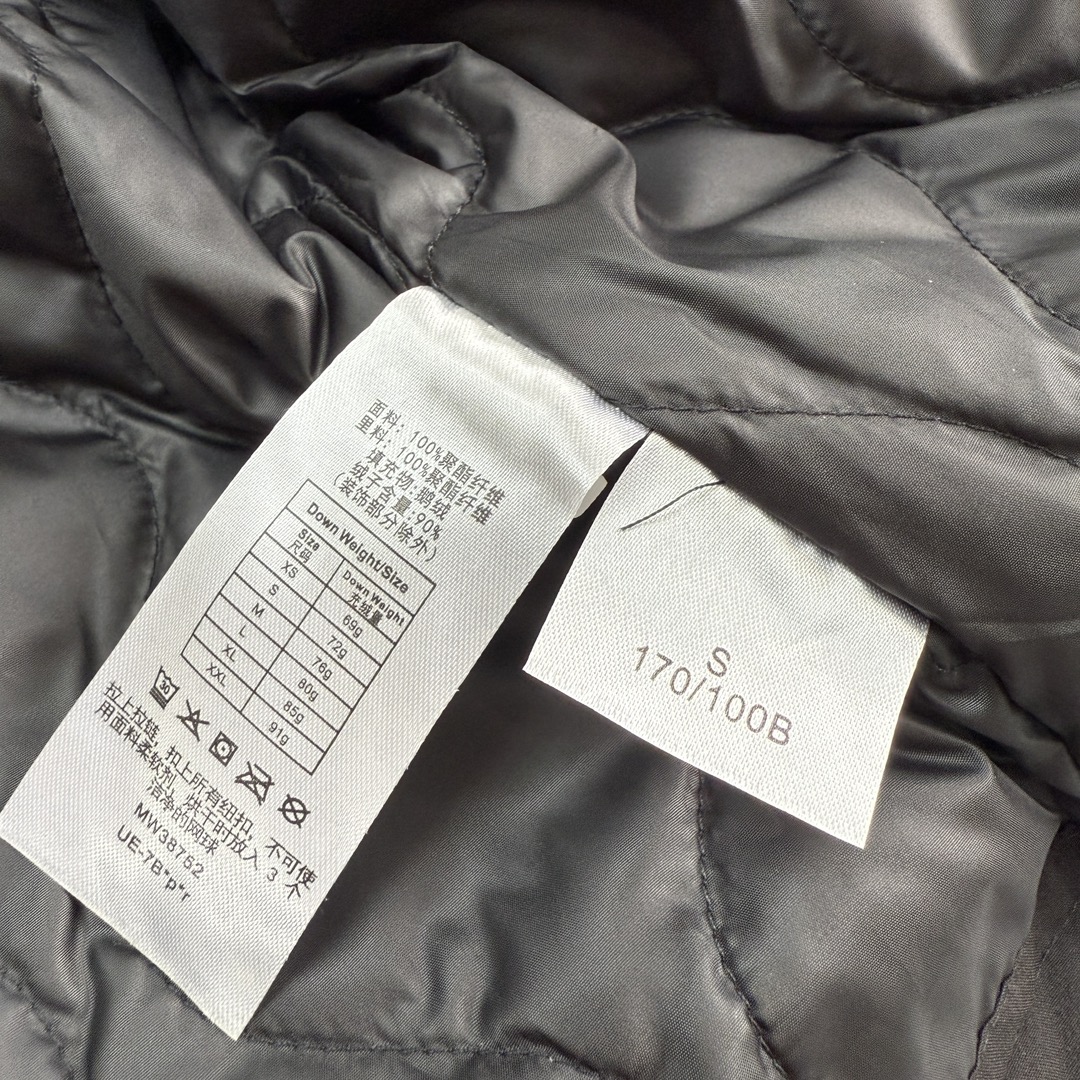 面料：100%聚酯纤维
里料：100%聚酯纤维
填充物：鹅绒
绒子含量：90%
(装饰部分除外)
Down Weight/Size
Size 尺码 Down Weight 充绒量
XS 69g
S 72g
M 76g
L 80g
XL 85g
XXL 91g
30
拉上拉链，扣上所有纽扣，不可使
用面料柔软剂，烘干时放入 3 个
洁净的网球
MW38752
UE-7B"p"r
S
170/100B